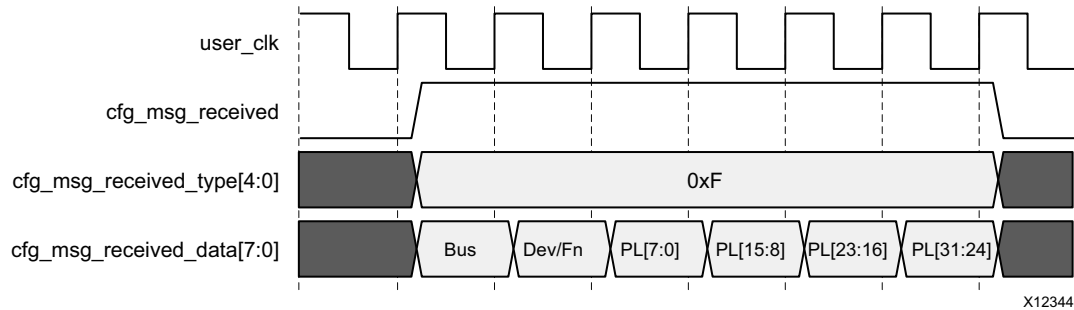 user_clk
cfg_msg_received
cfg_msg_received_type[4:0]
0xF
cfg_msg_received_data[7:0]
Bus
Dev/Fn
PL[7:0]
PL[15:8]
PL[23:16]
PL[31:24]
X12344